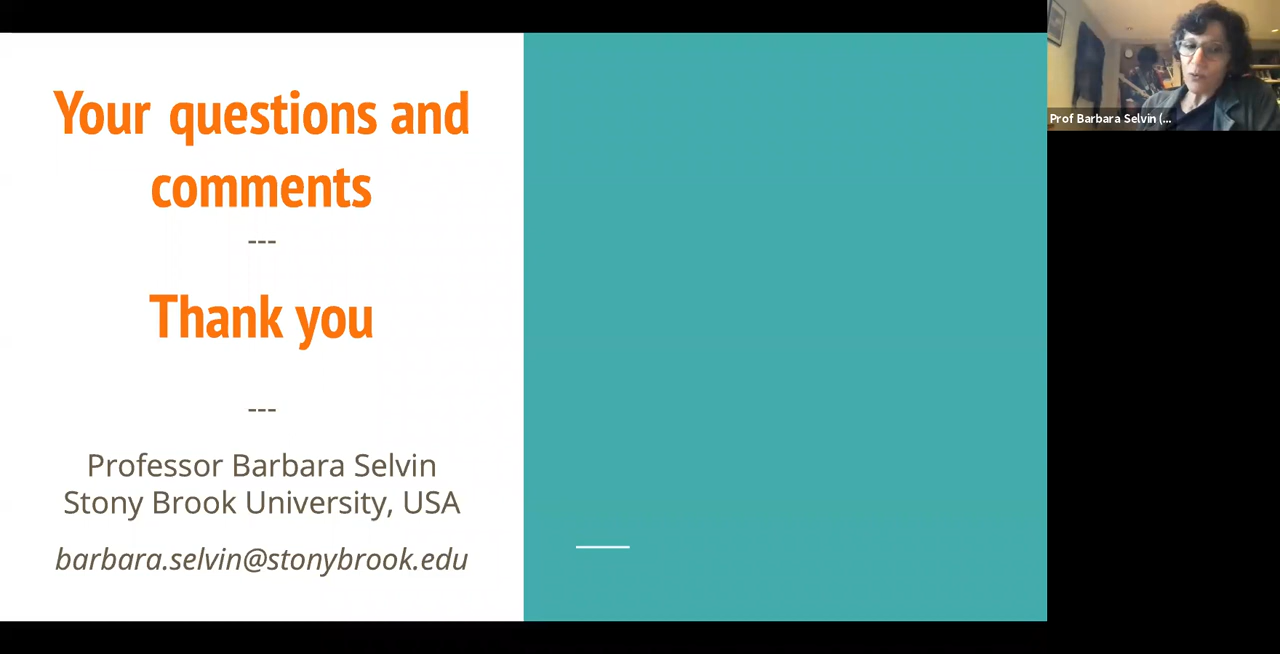 Your questions and
comments
---
Thank you
---
Professor Barbara Selvin
Stony Brook University, USA
barbara.selvin@stonybrook.edu
Prof Barbara Selvin (...